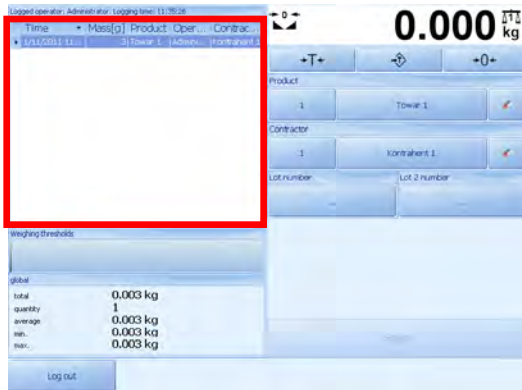 Logged operator: Administrator: Logging time: 11:35:26
Time Mass[g] Product Oper... Contrac...
1/11/2011 11:... 3 Towar 1 Admini... Kontrahent 1
Weighing thresholds
global
total 0.003 kg
quantity 1
average 0.003 kg
min. 0.003 kg
max. 0.003 kg
Log out
0.000 kg
T
0
Product
1 Towar 1
Contractor
1 Kontrahent 1
Lot number Lot 2 number